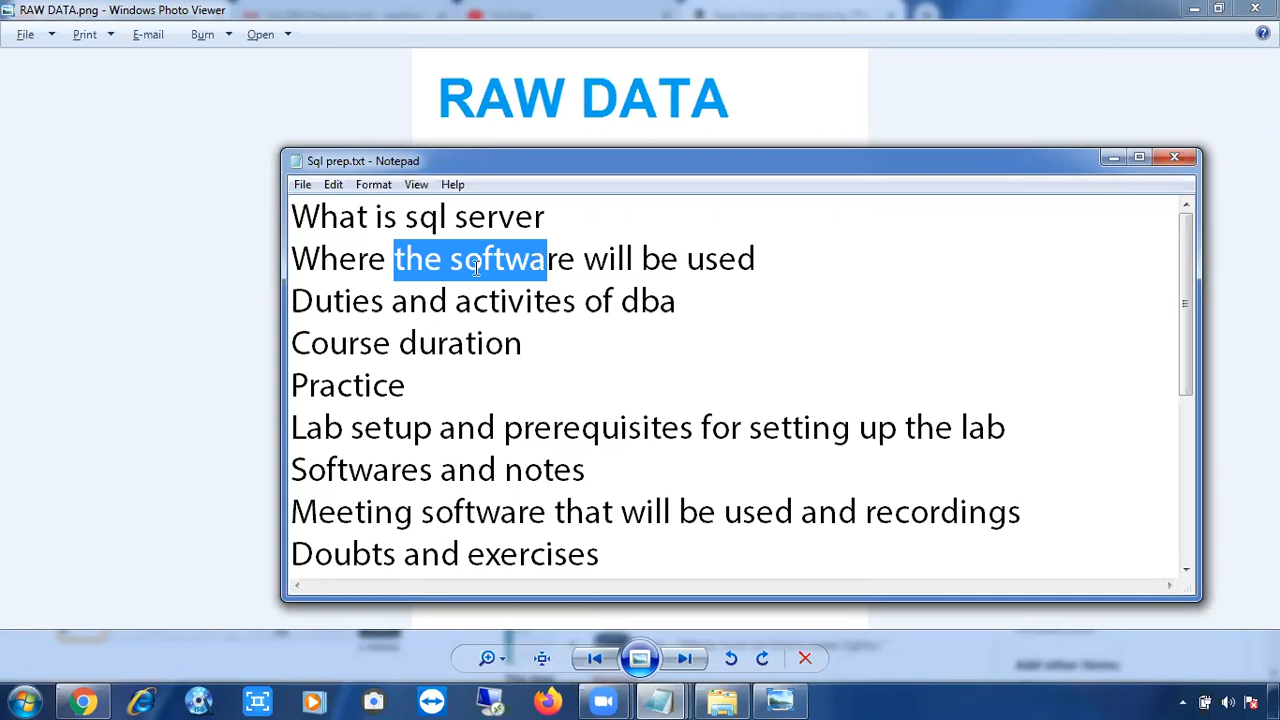 RAW DATA.png - Windows Photo Viewer
File Print E-mail Burn Open
RAW DATA
Sql prep.txt - Notepad
File Edit Format View Help
What is sql server
Where the software will be used
Duties and activites of dba
Course duration
Practice
Lab setup and prerequisites for setting up the lab
Softwares and notes
Meeting software that will be used and recordings
Doubts and exercises